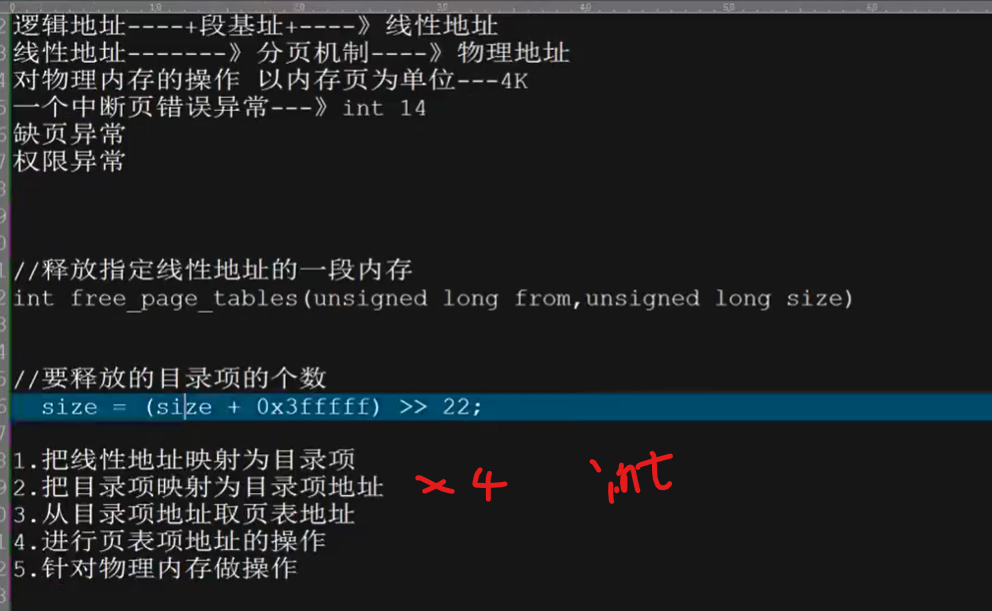 逻辑地址----+段基址+----》线性地址
线性地址-------》分页机制----》物理地址
对物理内存的操作 以内存页为单位---4K
一个中断页错误异常---》int 14
缺页异常
权限异常
//释放指定线性地址的一段内存
int free_page_tables(unsigned long from,unsigned long size)
//要释放的目录项的个数
size = (size + 0x3fffff) >> 22;
1.把线性地址映射为目录项
2.把目录项映射为目录项地址 ×4 int
3.从目录项地址取页表地址
4.进行页表项地址的操作
5.针对物理内存做操作